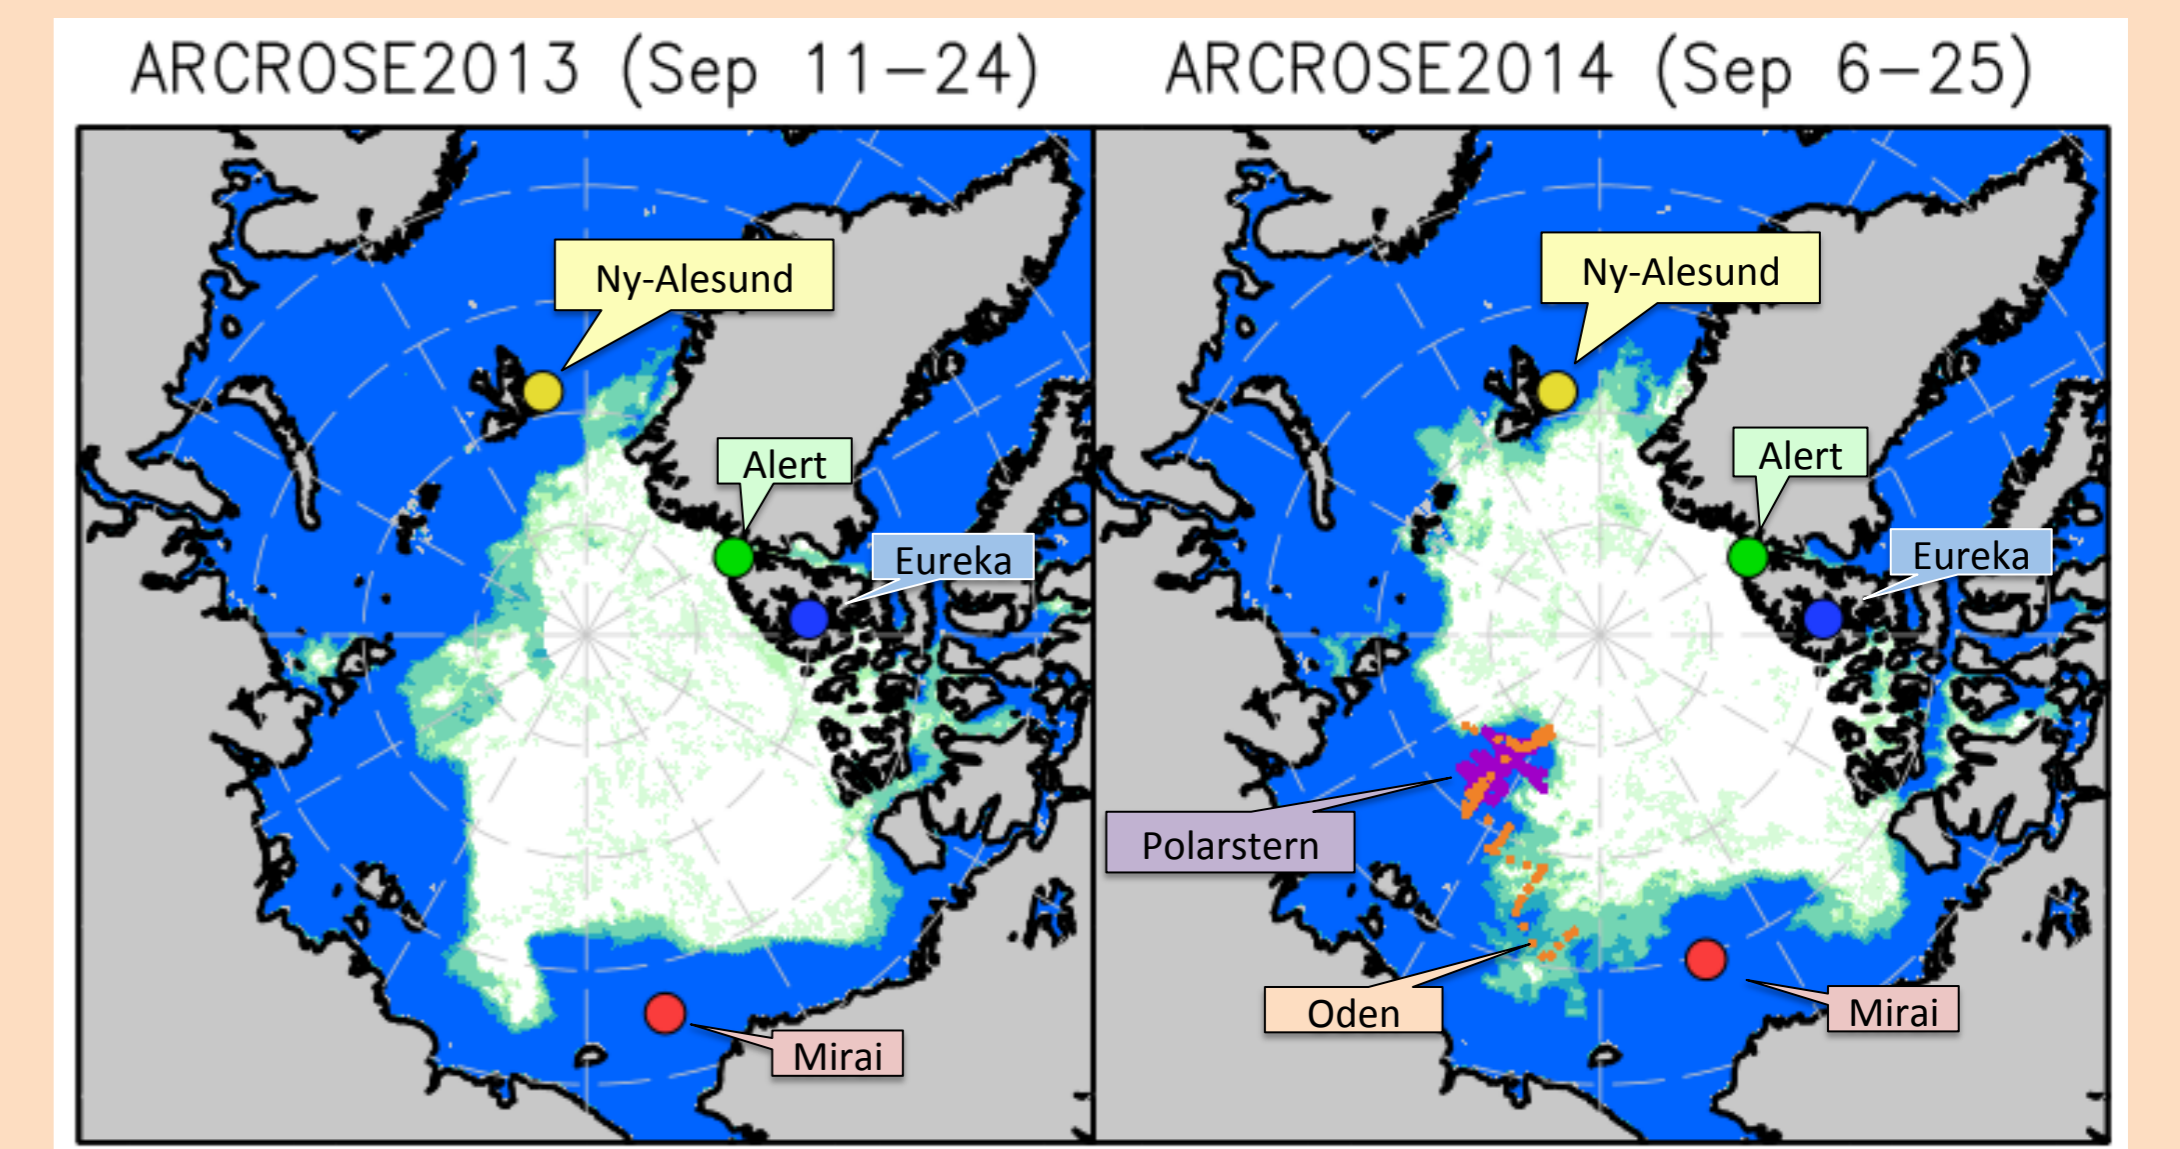 ARCROSE2013 (Sep 11-24)
ARCROSE2014 (Sep 6-25)
Ny-Alesund
Alert
Eureka
Mirai
Ny-Alesund
Alert
Eureka
Polarstern
Oden
Mirai